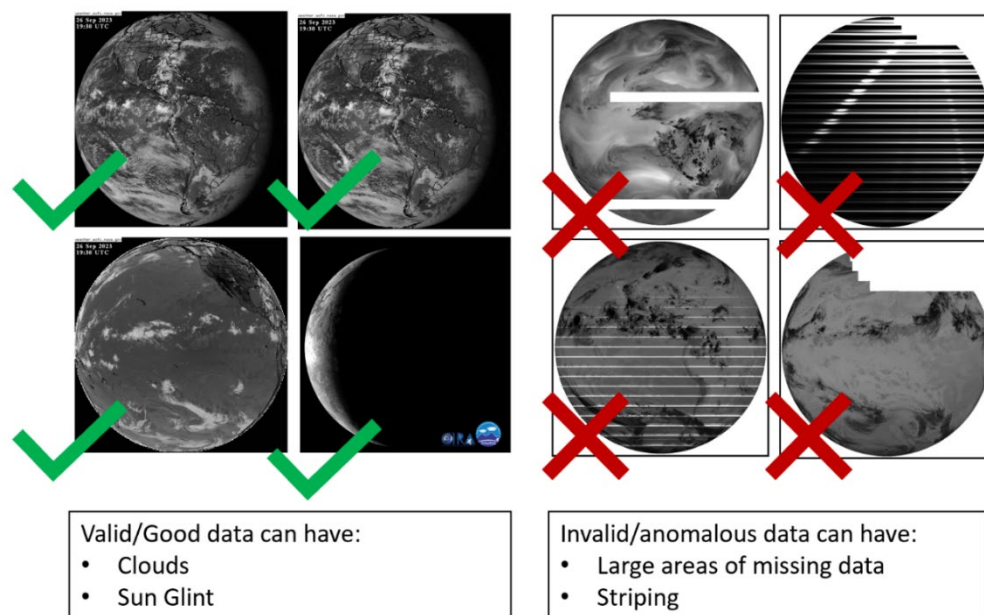 26 Sep 2023
19:30 UTC
26 Sep 2023
19:30 UTC
26 Sep 2023
19:30 UTC
CIRA
Valid/Good data can have:
• Clouds
• Sun Glint
Invalid/anomalous data can have:
• Large areas of missing data
• Striping